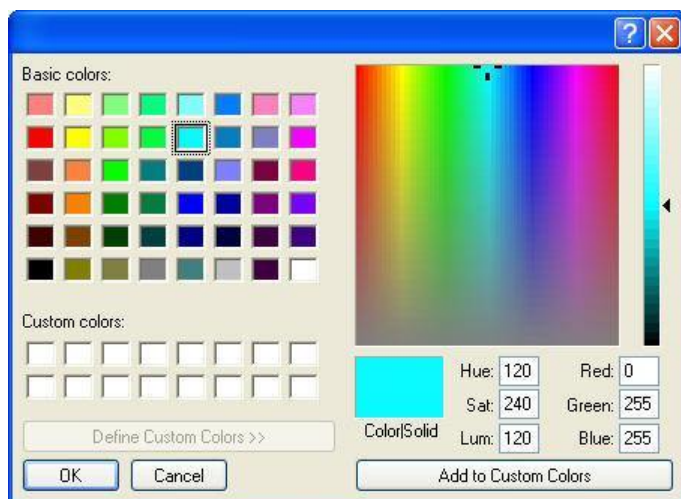 ?
Basic colors:
Custom colors:
Define Custom Colors >>
OK Cancel
Color|Solid
Hue: 120 Red: 0
Sat: 240 Green: 255
Lum: 120 Blue: 255
Add to Custom Colors